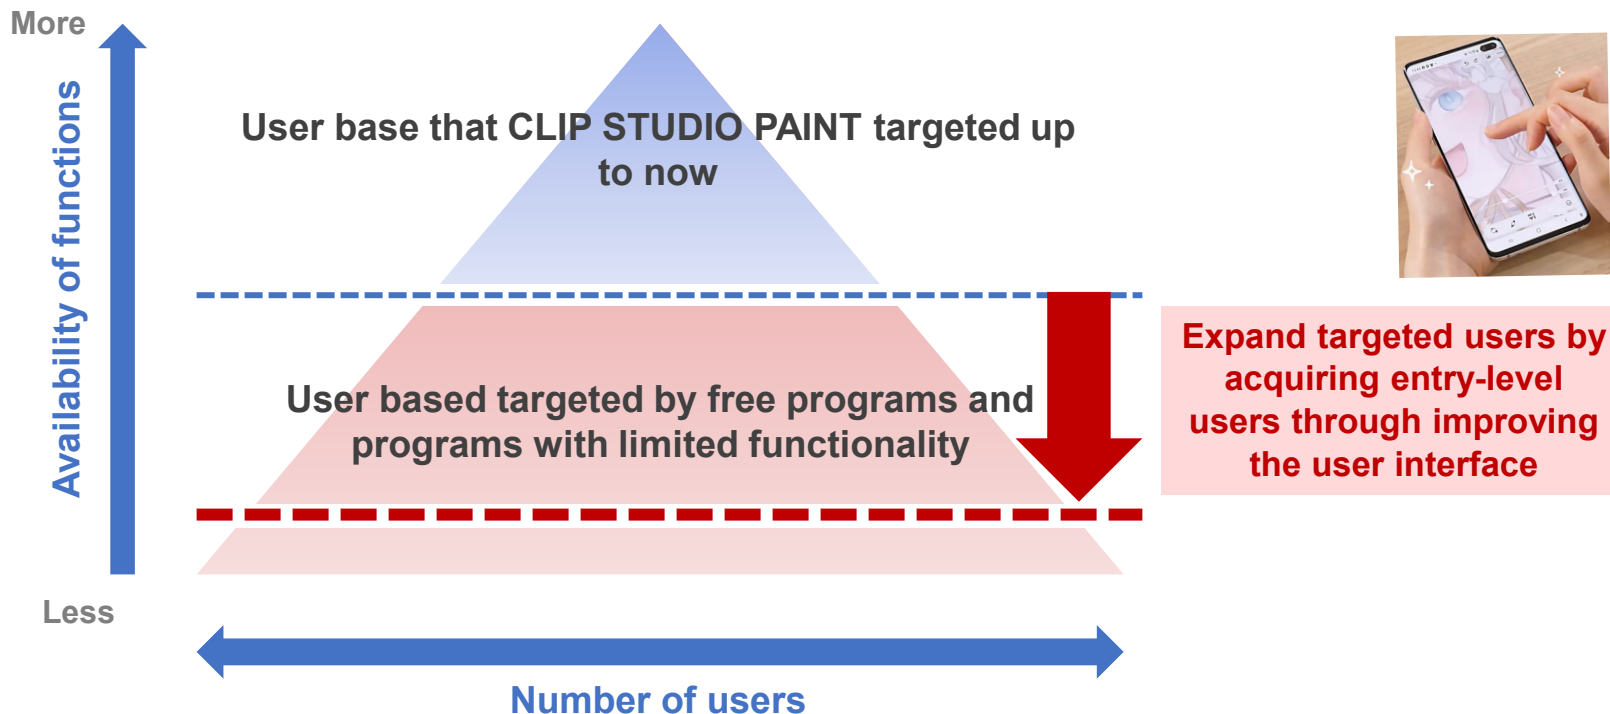 More
Availability of functions
Less
User base that CLIP STUDIO PAINT targeted up
to now
User based targeted by free programs and
programs with limited functionality
Expand targeted users by
acquiring entry-level
users through improving
the user interface
Number of users